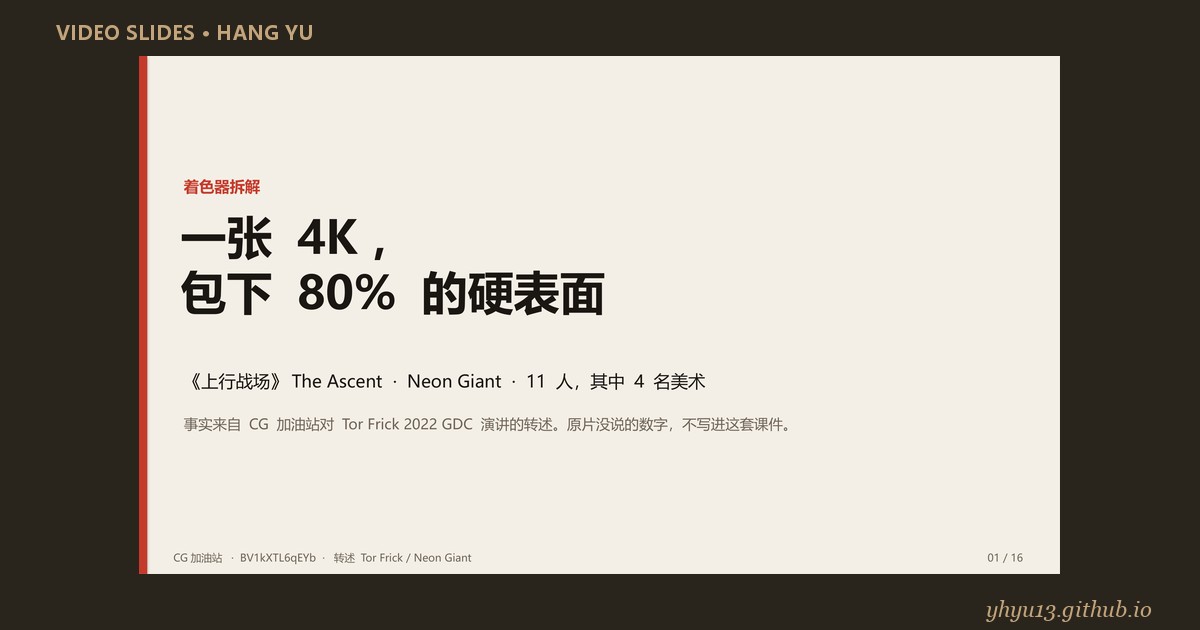 VIDEO SLIDES • HANG YU
着色器拆解
一张 4K，
包下 80% 的硬表面
《上行战场》The Ascent · Neon Giant · 11 人，其中 4 名美术
事实来自 CG 加油站对 Tor Frick 2022 GDC 演讲的转述。原片没说的数字，不写进这套课件。
CG 加油站 · BV1kXTL6qEYb · 转述 Tor Frick / Neon Giant
01 / 16
yhyu13.github.io